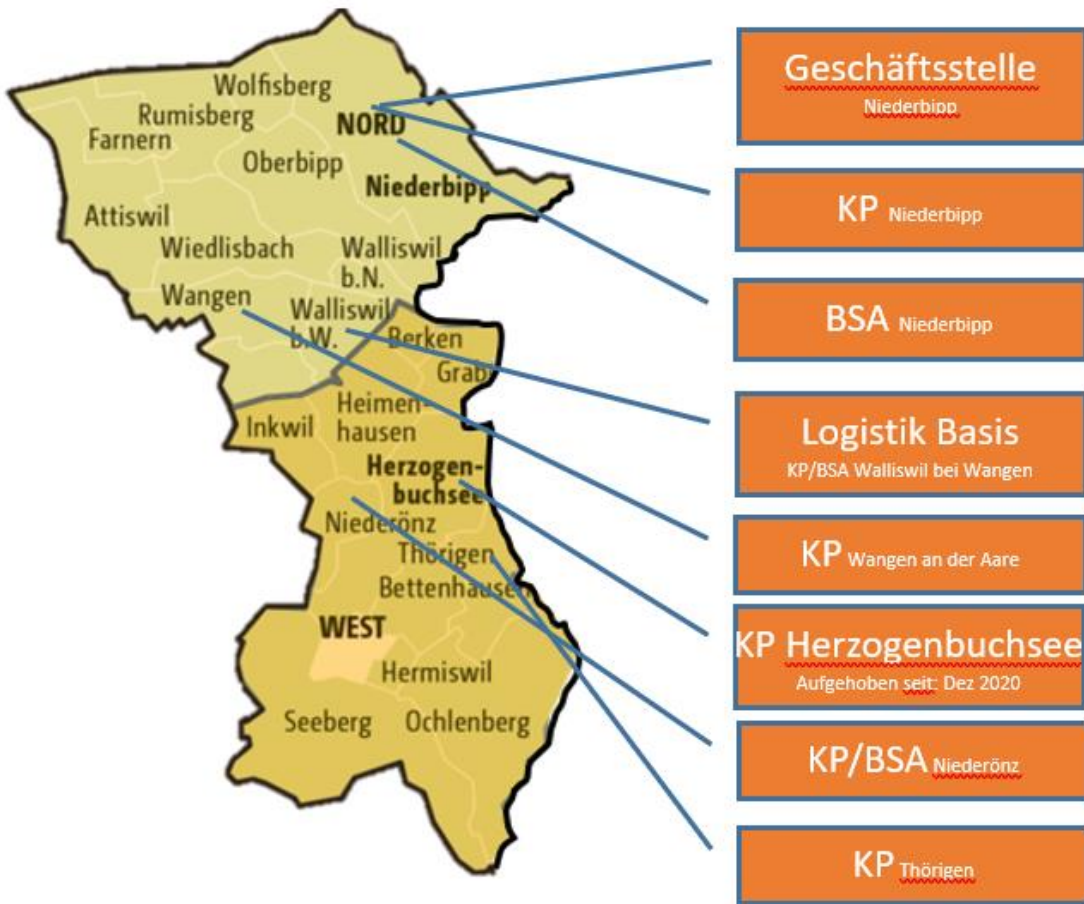 Wolfisberg
Rumisberg
NORD
Farnern
Oberbipp
Niederbipp
Attiswil
Wiedlisbach
Walliswil
b.N.
Wangen
Walliswil
b.W.
Berken
Grab
Heimen-
hausen
Inkwil
Herzogen-
buchsee
Niederönz
Thörigen
Bettenhausen
WEST
Hermiswil
Seeberg
Ochlenberg
Geschäftsstelle
Niederbipp
KP Niederbipp
BSA Niederbipp
Logistik Basis
KP/BSA Walliswil bei Wangen
KP Wangen an der Aare
KP Herzogenbuchsee
Aufgehoben seit: Dez 2020
KP/BSA Niederönz
KP Thörigen